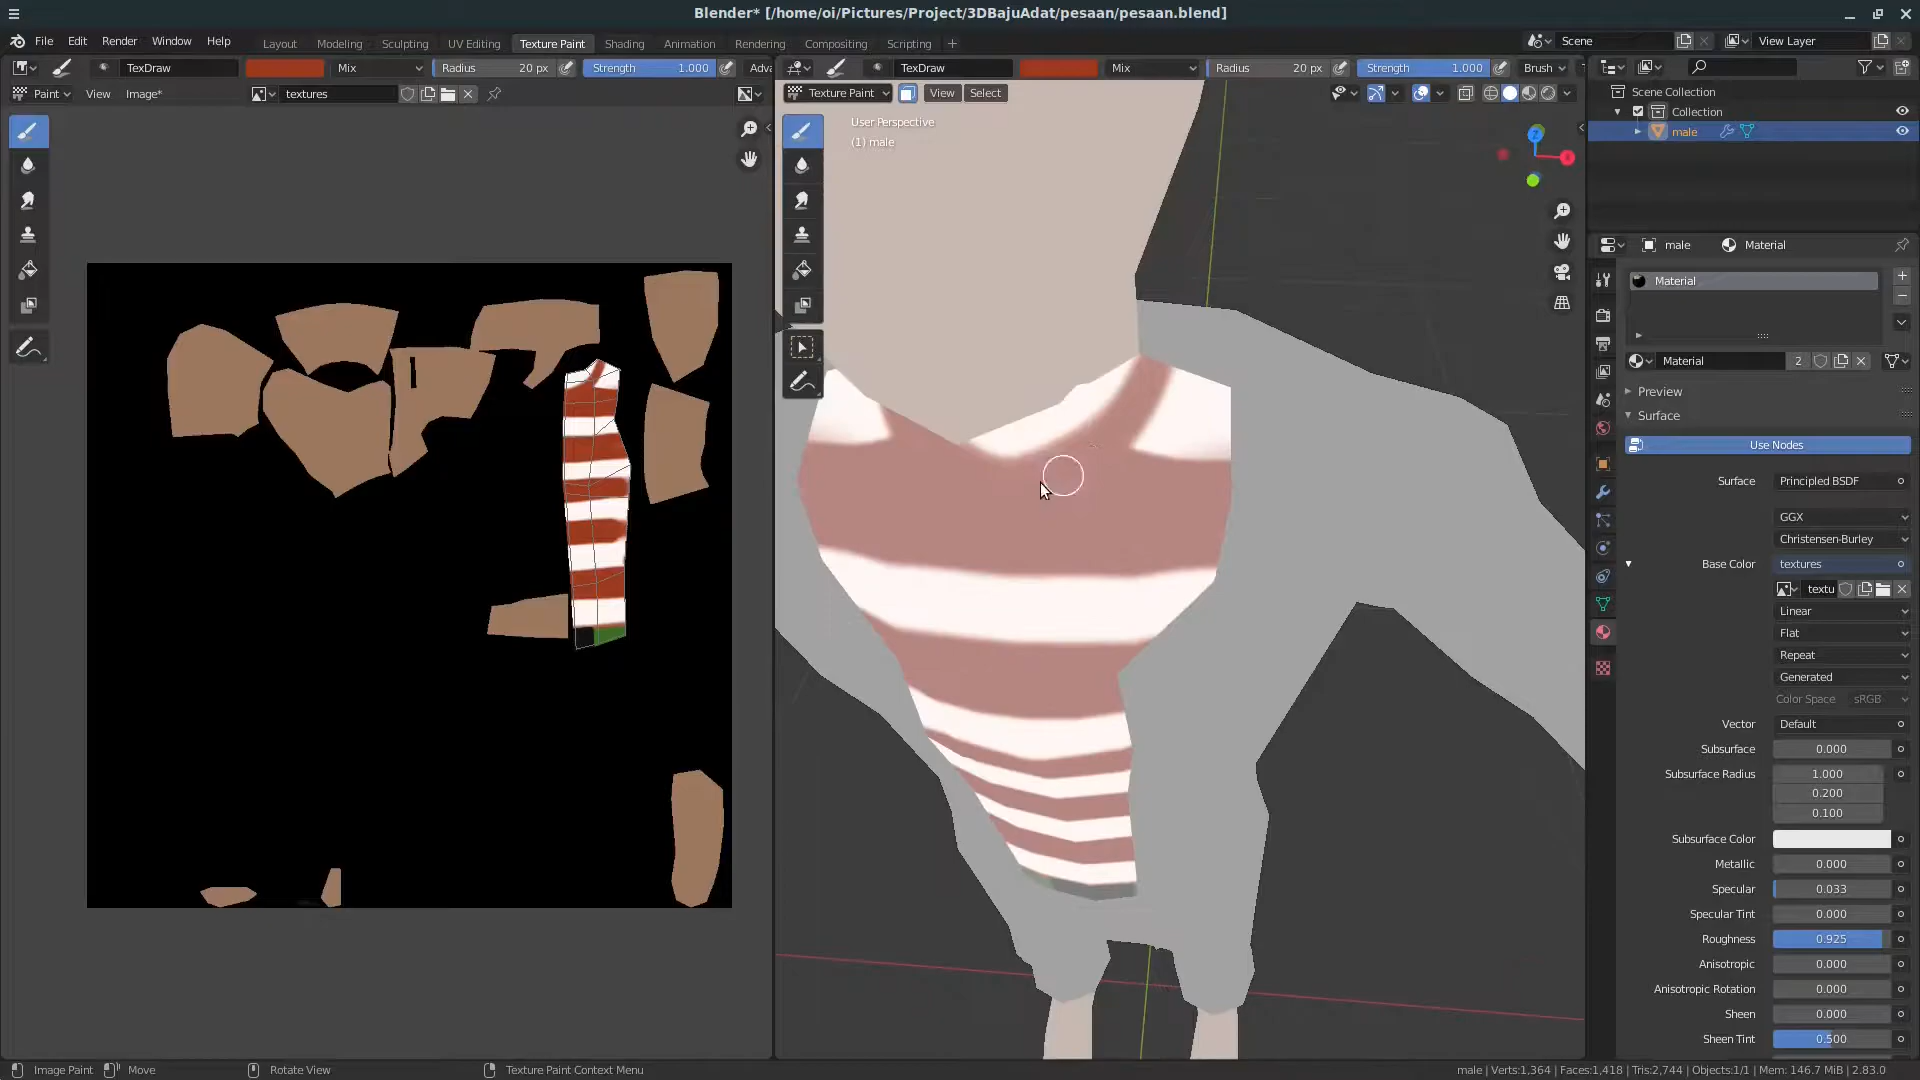 Blender* [/home/oi/Pictures/Project/3DBajuAdat/pesaan/pesaan.blend]
File Edit Render Window Help
Layout Modeling Sculpting UV Editing Texture Paint Shading Animation Rendering Compositing Scripting +
Scene
View Layer
TexDraw Mix Radius 20 px Strength 1.000 Adva
TexDraw Mix Radius 20 px Strength 1.000 Brush
Paint View Image* textures
Texture Paint View Select
User Perspective
(1) male
Z
X
Scene Collection
Collection
male
male Material
Material
Material 2
Preview
Surface
Use Nodes
Surface Principled BSDF
GGX
Christensen-Burley
Base Color textures
textu
Linear
Flat
Repeat
Generated
Color Space sRGB
Vector Default
Subsurface 0.000
Subsurface Radius 1.000
0.200
0.100
Subsurface Color
Metallic 0.000
Specular 0.033
Specular Tint 0.000
Roughness 0.925
Anisotropic 0.000
Anisotropic Rotation 0.000
Sheen 0.000
Sheen Tint 0.500
Image Paint Move Rotate View Texture Paint Context Menu
male | Verts:1,364 | Faces:1,418 | Tris:2,744 | Objects:1/1 | Mem: 146.7 MiB | 2.83.0